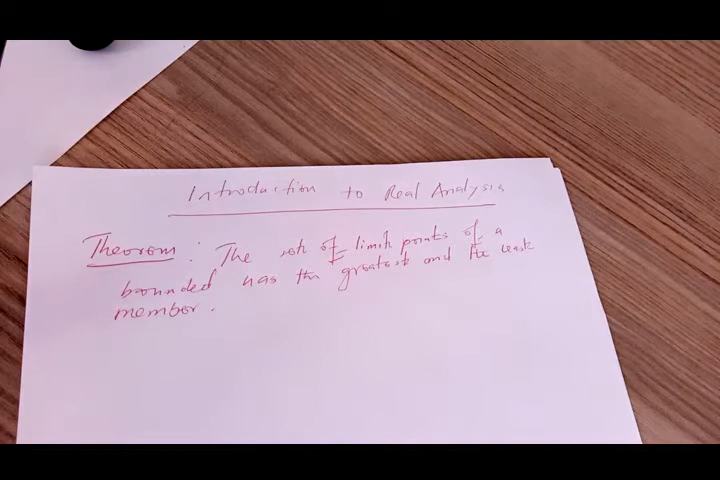 Introduction to Real Analysis
Theorem : The set of limit points of a
bounded has the greatest and the least
member.